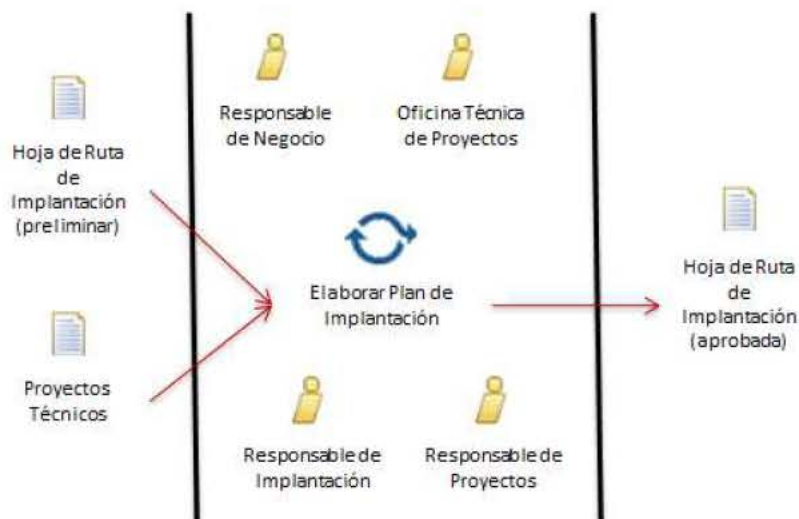 Hoja de Ruta
de
Implantación
(preliminar)
Proyectos
Técnicos
Responsable
de Negocio
Oficina Técnica
de Proyectos
Elaborar Plan de
Implantación
Responsable de
Implantación
Responsable de
Proyectos
Hoja de Ruta
de
Implantación
(aprobada)